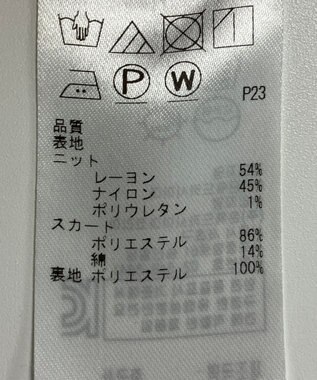 P W
P23
品質
表地
ニット
レーヨン 54%
ナイロン 45%
ポリウレタン 1%
スカート
ポリエステル 86%
綿 14%
裏地 ポリエステル 100%